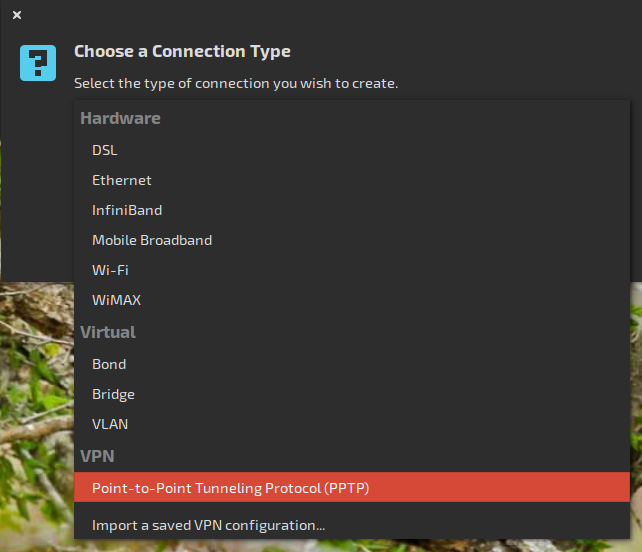 Choose a Connection Type
Select the type of connection you wish to create.
Hardware
DSL
Ethernet
InfiniBand
Mobile Broadband
Wi-Fi
WiMAX
Virtual
Bond
Bridge
VLAN
VPN
Point-to-Point Tunneling Protocol (PPTP)
Import a saved VPN configuration...